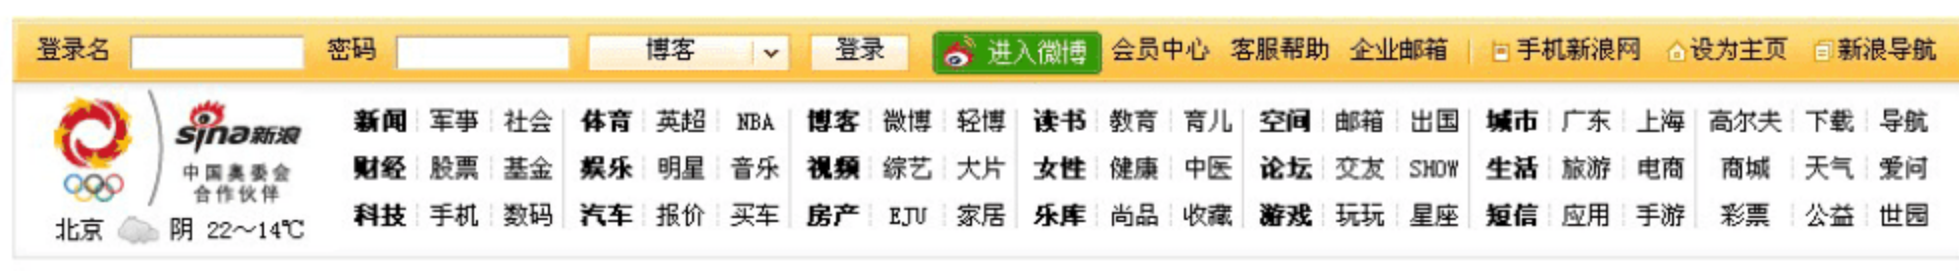 登录名 密码 博客 登录 进入微博 会员中心 客服帮助 企业邮箱 手机新浪网 设为主页 新浪导航
sina新浪
中国奥委会
合作伙伴
北京 阴 22～14℃
新闻 军事 社会 体育 英超 NBA 博客 微博 轻博 读书 教育 育儿 空间 邮箱 出国 城市 广东 上海 高尔夫 下载 导航
财经 股票 基金 娱乐 明星 音乐 视频 综艺 大片 女性 健康 中医 论坛 交友 SHOW 生活 旅游 电商 商城 天气 爱问
科技 手机 数码 汽车 报价 买车 房产 EJU 家居 乐库 尚品 收藏 游戏 玩玩 星座 短信 应用 手游 彩票 公益 世园